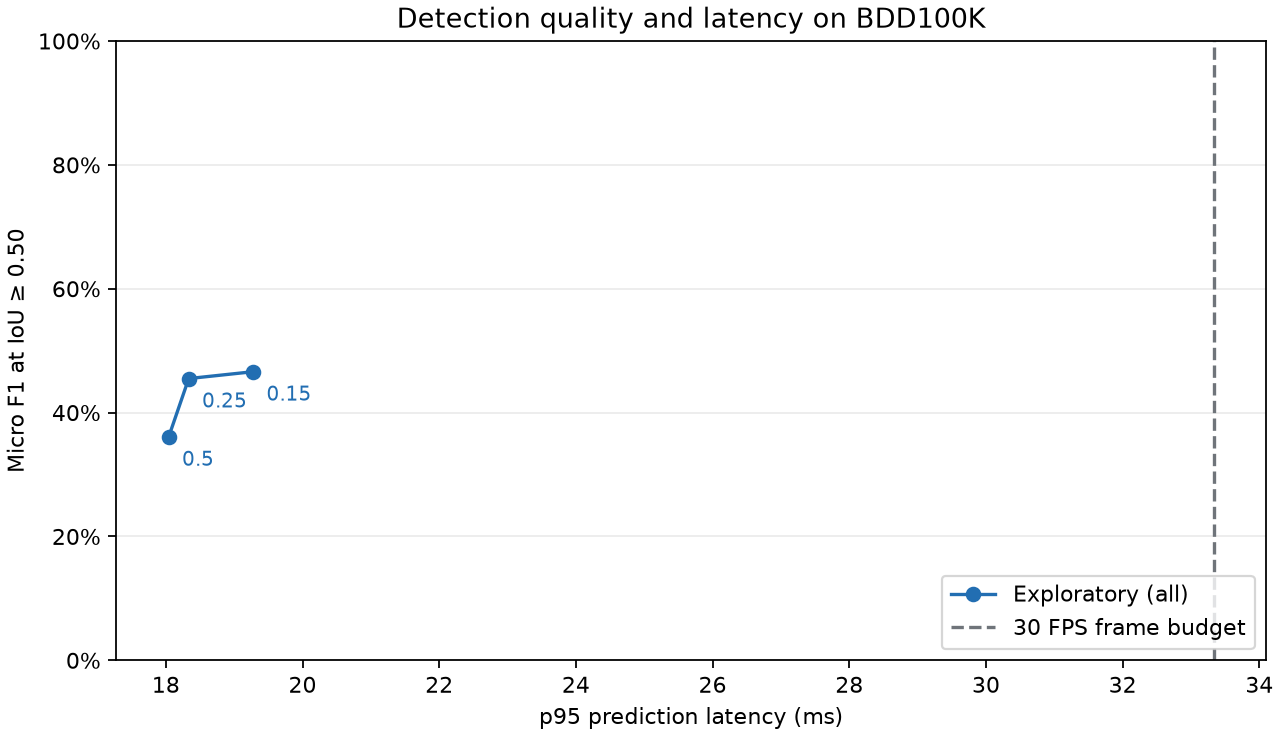 Detection quality and latency on BDD100K
100%
80%
60%
40%
20%
0%
Micro F1 at IoU ≥ 0.50
0.25
0.15
0.5
Exploratory (all)
30 FPS frame budget
18 20 22 24 26 28 30 32 34
p95 prediction latency (ms)